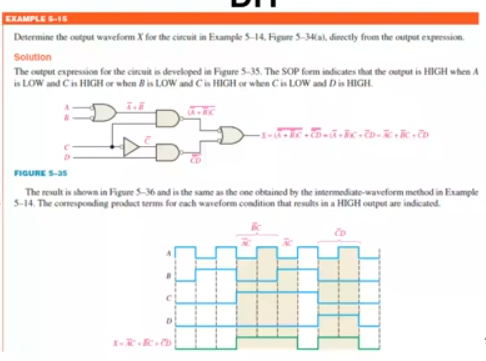 DIT
EXAMPLE 5-15
Determine the output waveform X for the circuit in Example 5-14, Figure 5-34(a), directly from the output expression.
Solution
The output expression for the circuit is developed in Figure 5-35. The SOP form indicates that the output is HIGH when A
is LOW and C is HIGH or when B is LOW and C is HIGH or when C is LOW and D is HIGH.
A
B
A̅ + B̅
(A̅ + B̅)C
C
D
C̅
C̅D
X = (A̅ + B̅)C + C̅D = (A̅ + B̅)C + C̅D = A̅C + B̅C + C̅D
FIGURE 5-35
The result is shown in Figure 5-36 and is the same as the one obtained by the intermediate-waveform method in Example
5-14. The corresponding product terms for each waveform condition that results in a HIGH output are indicated.
B̅C
A̅C A̅C C̅D
A
B
C
D
X = A̅C + B̅C + C̅D